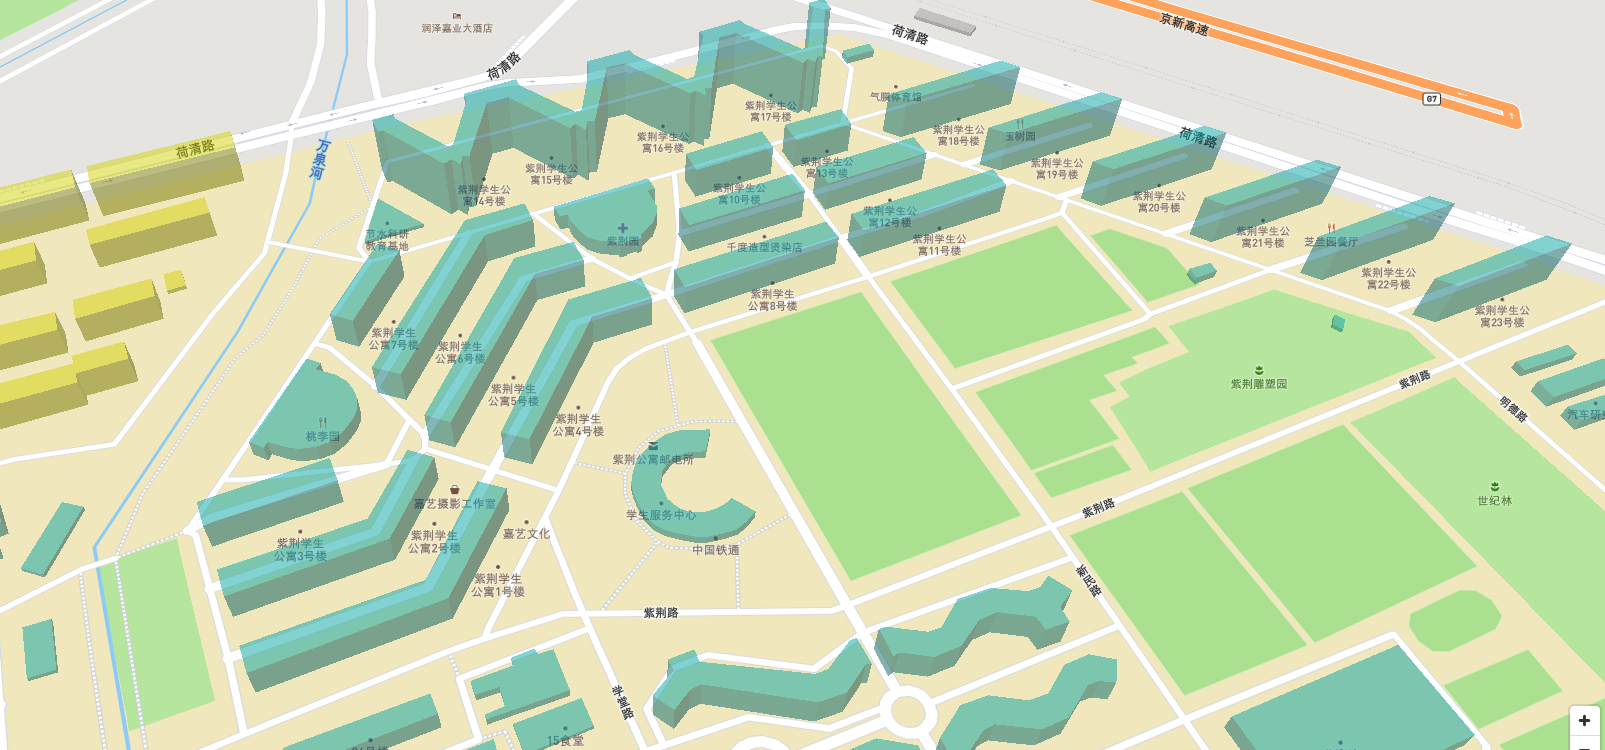 润泽嘉业大酒店
京新高速
荷清路
荷清路
07
气膜体育馆
紫荆学生公
寓17号楼
紫荆学生公
寓18号楼
玉树园
荷清路
荷清路
万泉河
紫荆学生公
寓16号楼
紫荆学生公
寓13号楼
紫荆学生公
寓19号楼
紫荆学生公
寓15号楼
紫荆学生公
寓14号楼
紫荆学生公
寓10号楼
紫荆学生公
寓20号楼
紫荆学生公
寓12号楼
节水科研
教育基地
紫荆园
千度造型烫染店
紫荆学生公
寓11号楼
紫荆学生公
寓21号楼
芝兰园餐厅
紫荆学生公
寓22号楼
紫荆学生
公寓8号楼
紫荆学生公
寓23号楼
紫荆学生
公寓7号楼
紫荆学生
公寓6号楼
紫荆学生
公寓5号楼
紫荆雕塑园
紫荆路
明德路
汽车研
紫荆学生
公寓4号楼
桃李园
紫荆公寓邮电所
世纪林
嘉艺摄影工作室
学生服务中心
紫荆路
嘉艺文化
紫荆学生
公寓3号楼
紫荆学生
公寓2号楼
中国铁通
紫荆学生
公寓1号楼
新民路
紫荆路
学堂路
15食堂
+